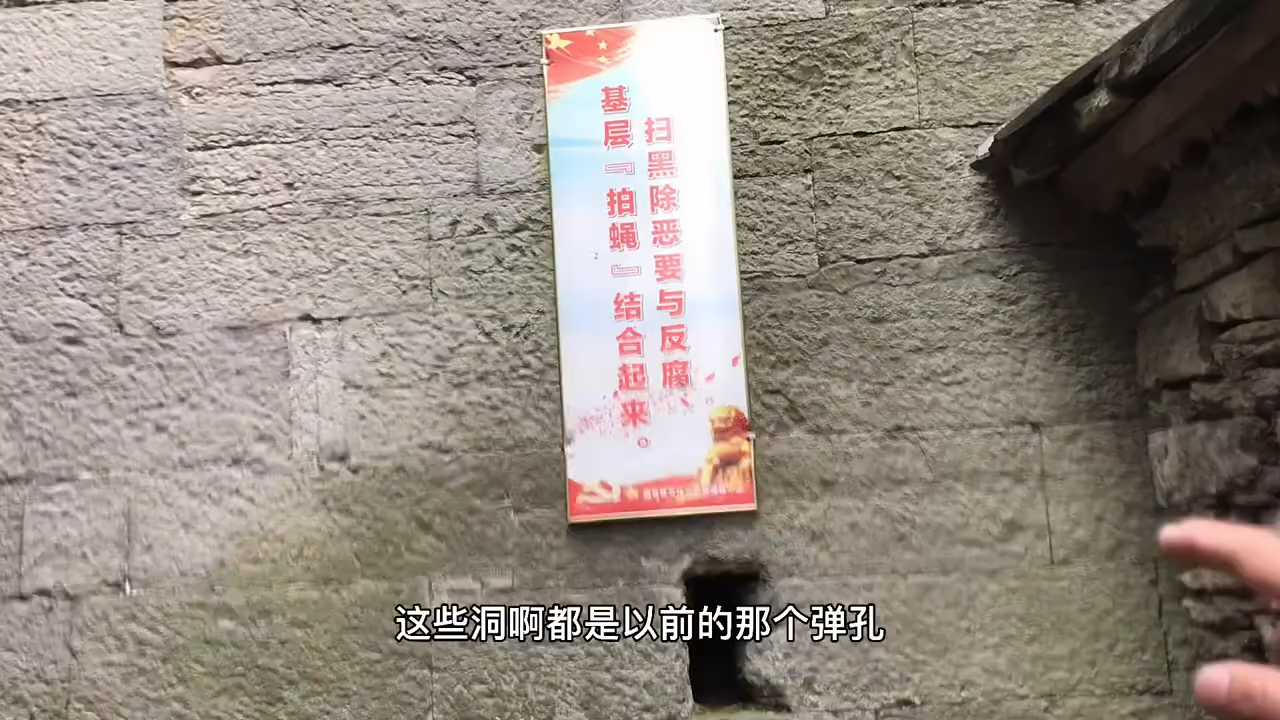 扫黑除恶要与反腐、
基层『拍蝇』结合起来。
这些洞啊都是以前的那个弹孔